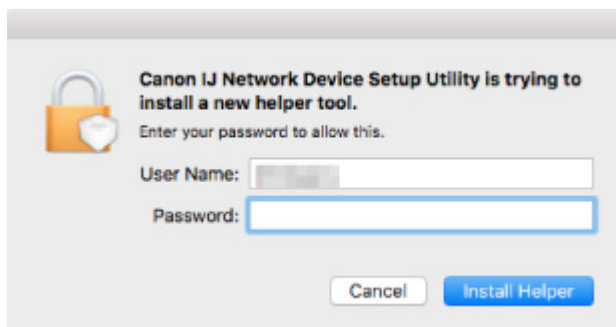 Canon IJ Network Device Setup Utility is trying to
install a new helper tool.
Enter your password to allow this.
User Name:
Password:
Cancel
Install Helper